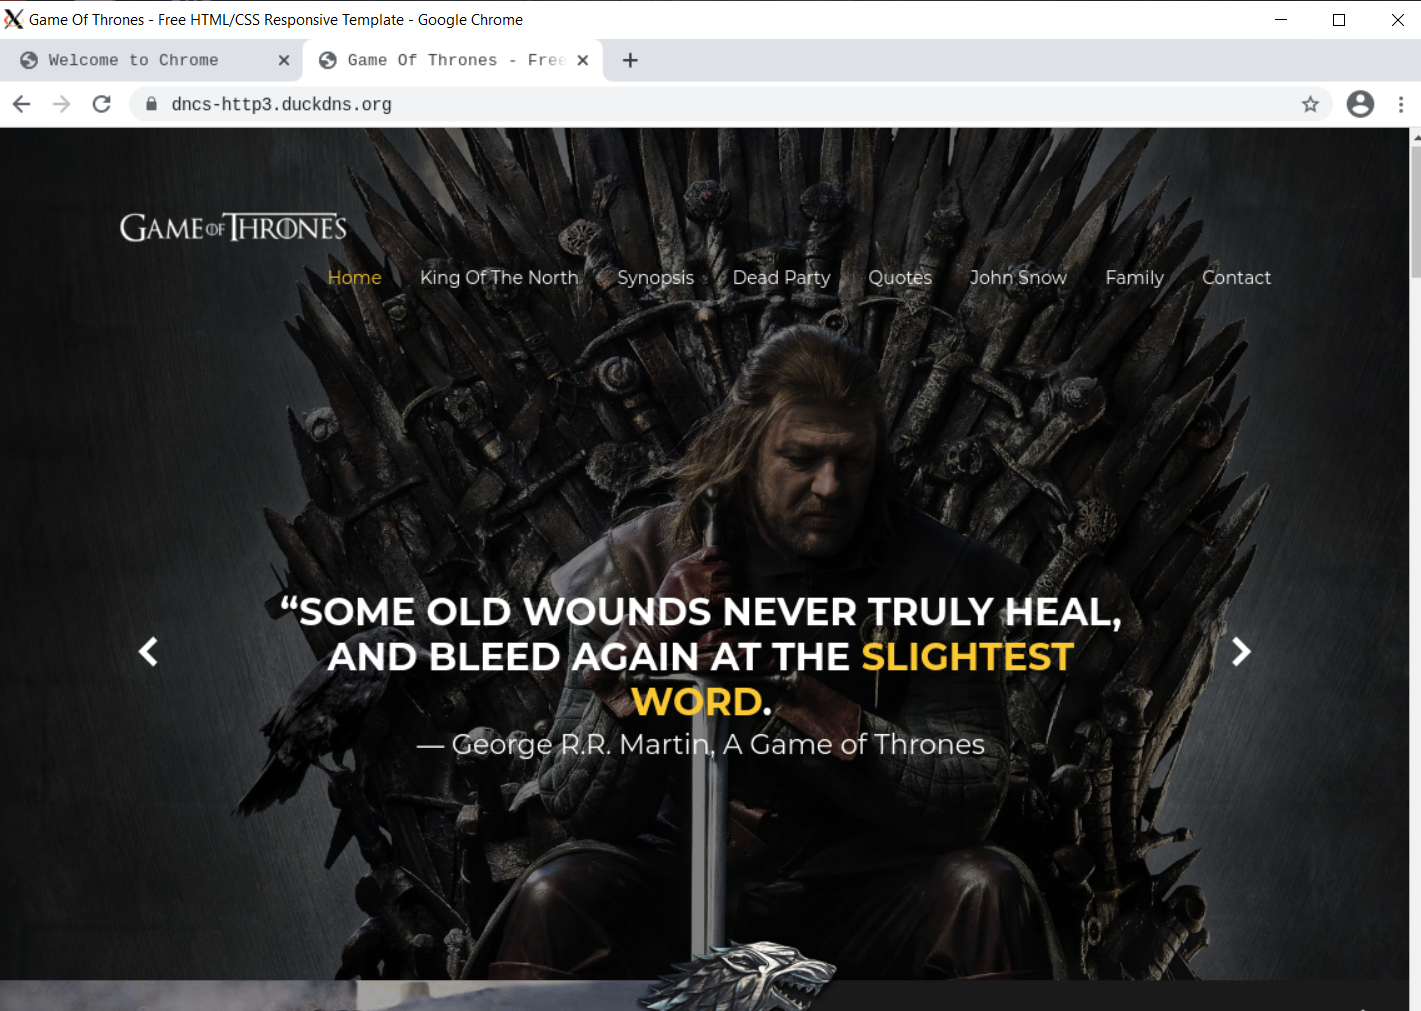 Game Of Thrones - Free HTML/CSS Responsive Template - Google Chrome
Welcome to Chrome
Game Of Thrones - Free
dncs-http3.duckdns.org
GAME OF THRONES
Home King Of The North Synopsis Dead Party Quotes John Snow Family Contact
“SOME OLD WOUNDS NEVER TRULY HEAL,
AND BLEED AGAIN AT THE SLIGHTEST
WORD.
— George R.R. Martin, A Game of Thrones